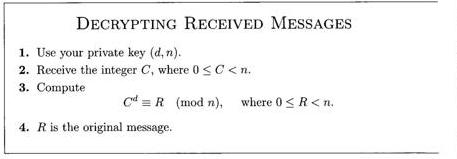 DECRYPTING RECEIVED MESSAGES
1. Use your private key (d, n).
2. Receive the integer C, where 0 ≤ C < n.
3. Compute
C^d ≡ R (mod n), where 0 ≤ R < n.
4. R is the original message.